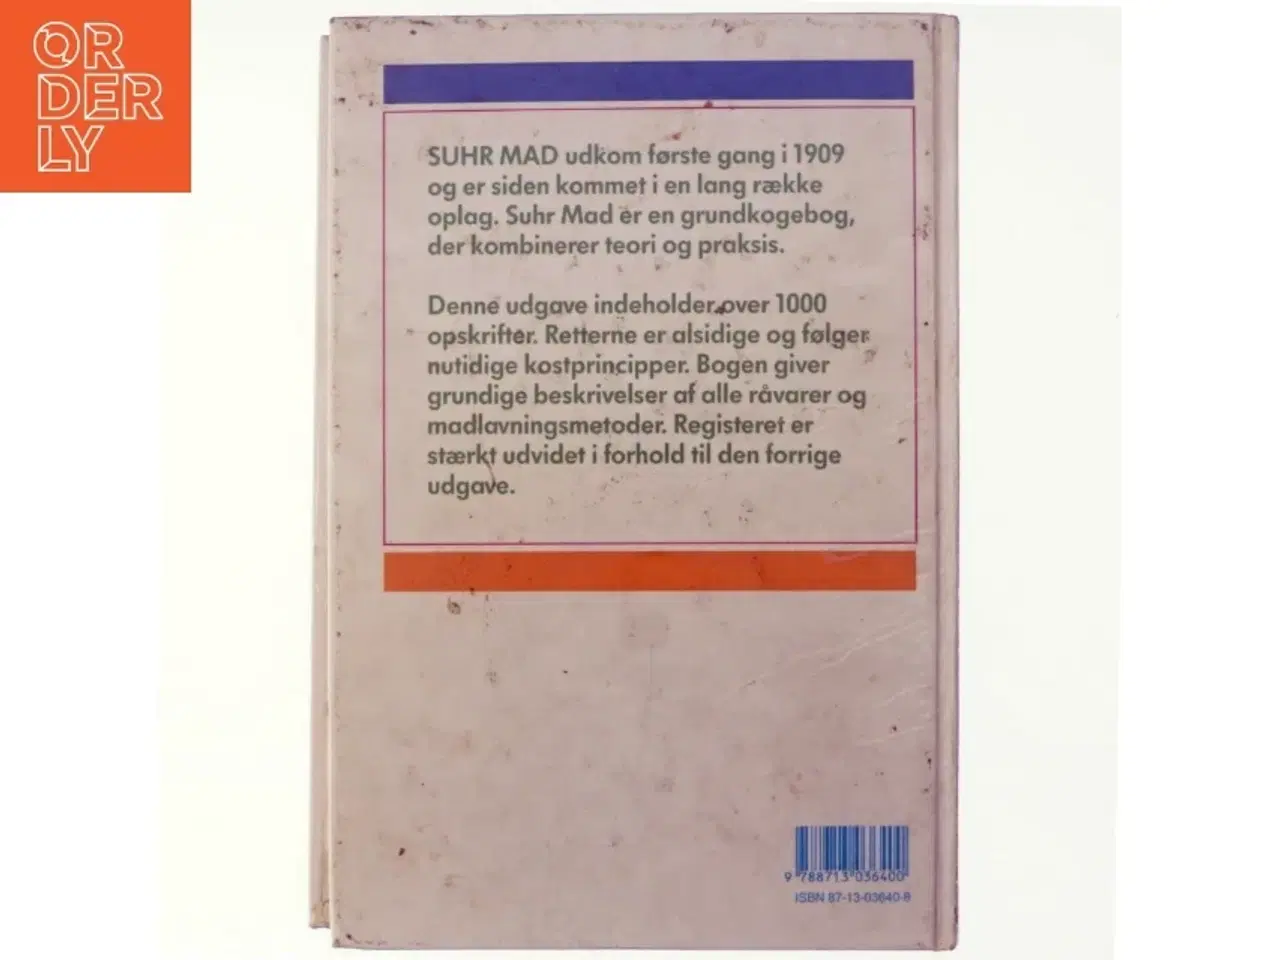 ORDERLY
SUHR MAD udkom første gang i 1909
og er siden kommet i en lang række
oplag. Suhr Mad er en grundkogebog,
der kombinerer teori og praksis.
Denne udgave indeholder over 1000
opskrifter. Retterne er alsidige og følger
nutidige kostprincipper. Bogen giver
grundige beskrivelser af alle råvarer og
madlavningsmetoder. Registeret er
stærkt udvidet i forhold til den forrige
udgave.
9 788713 036400
ISBN 87-13-03640-8